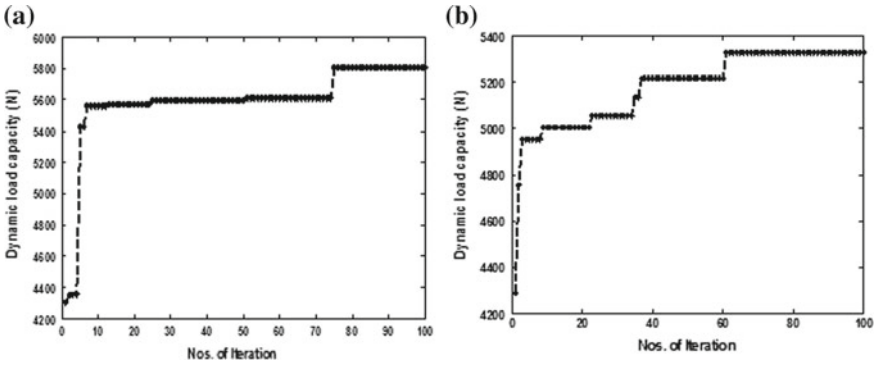 (a)
6000
5800
5600
5400
5200
5000
4800
4600
4400
4200
Dynamic load capacity (N)
0 10 20 30 40 50 60 70 80 90 100
Nos. of Iteration
(b)
5400
5200
5000
4800
4600
4400
4200
Dynamic load capacity (N)
0 20 40 60 80 100
Nos. of Iteration